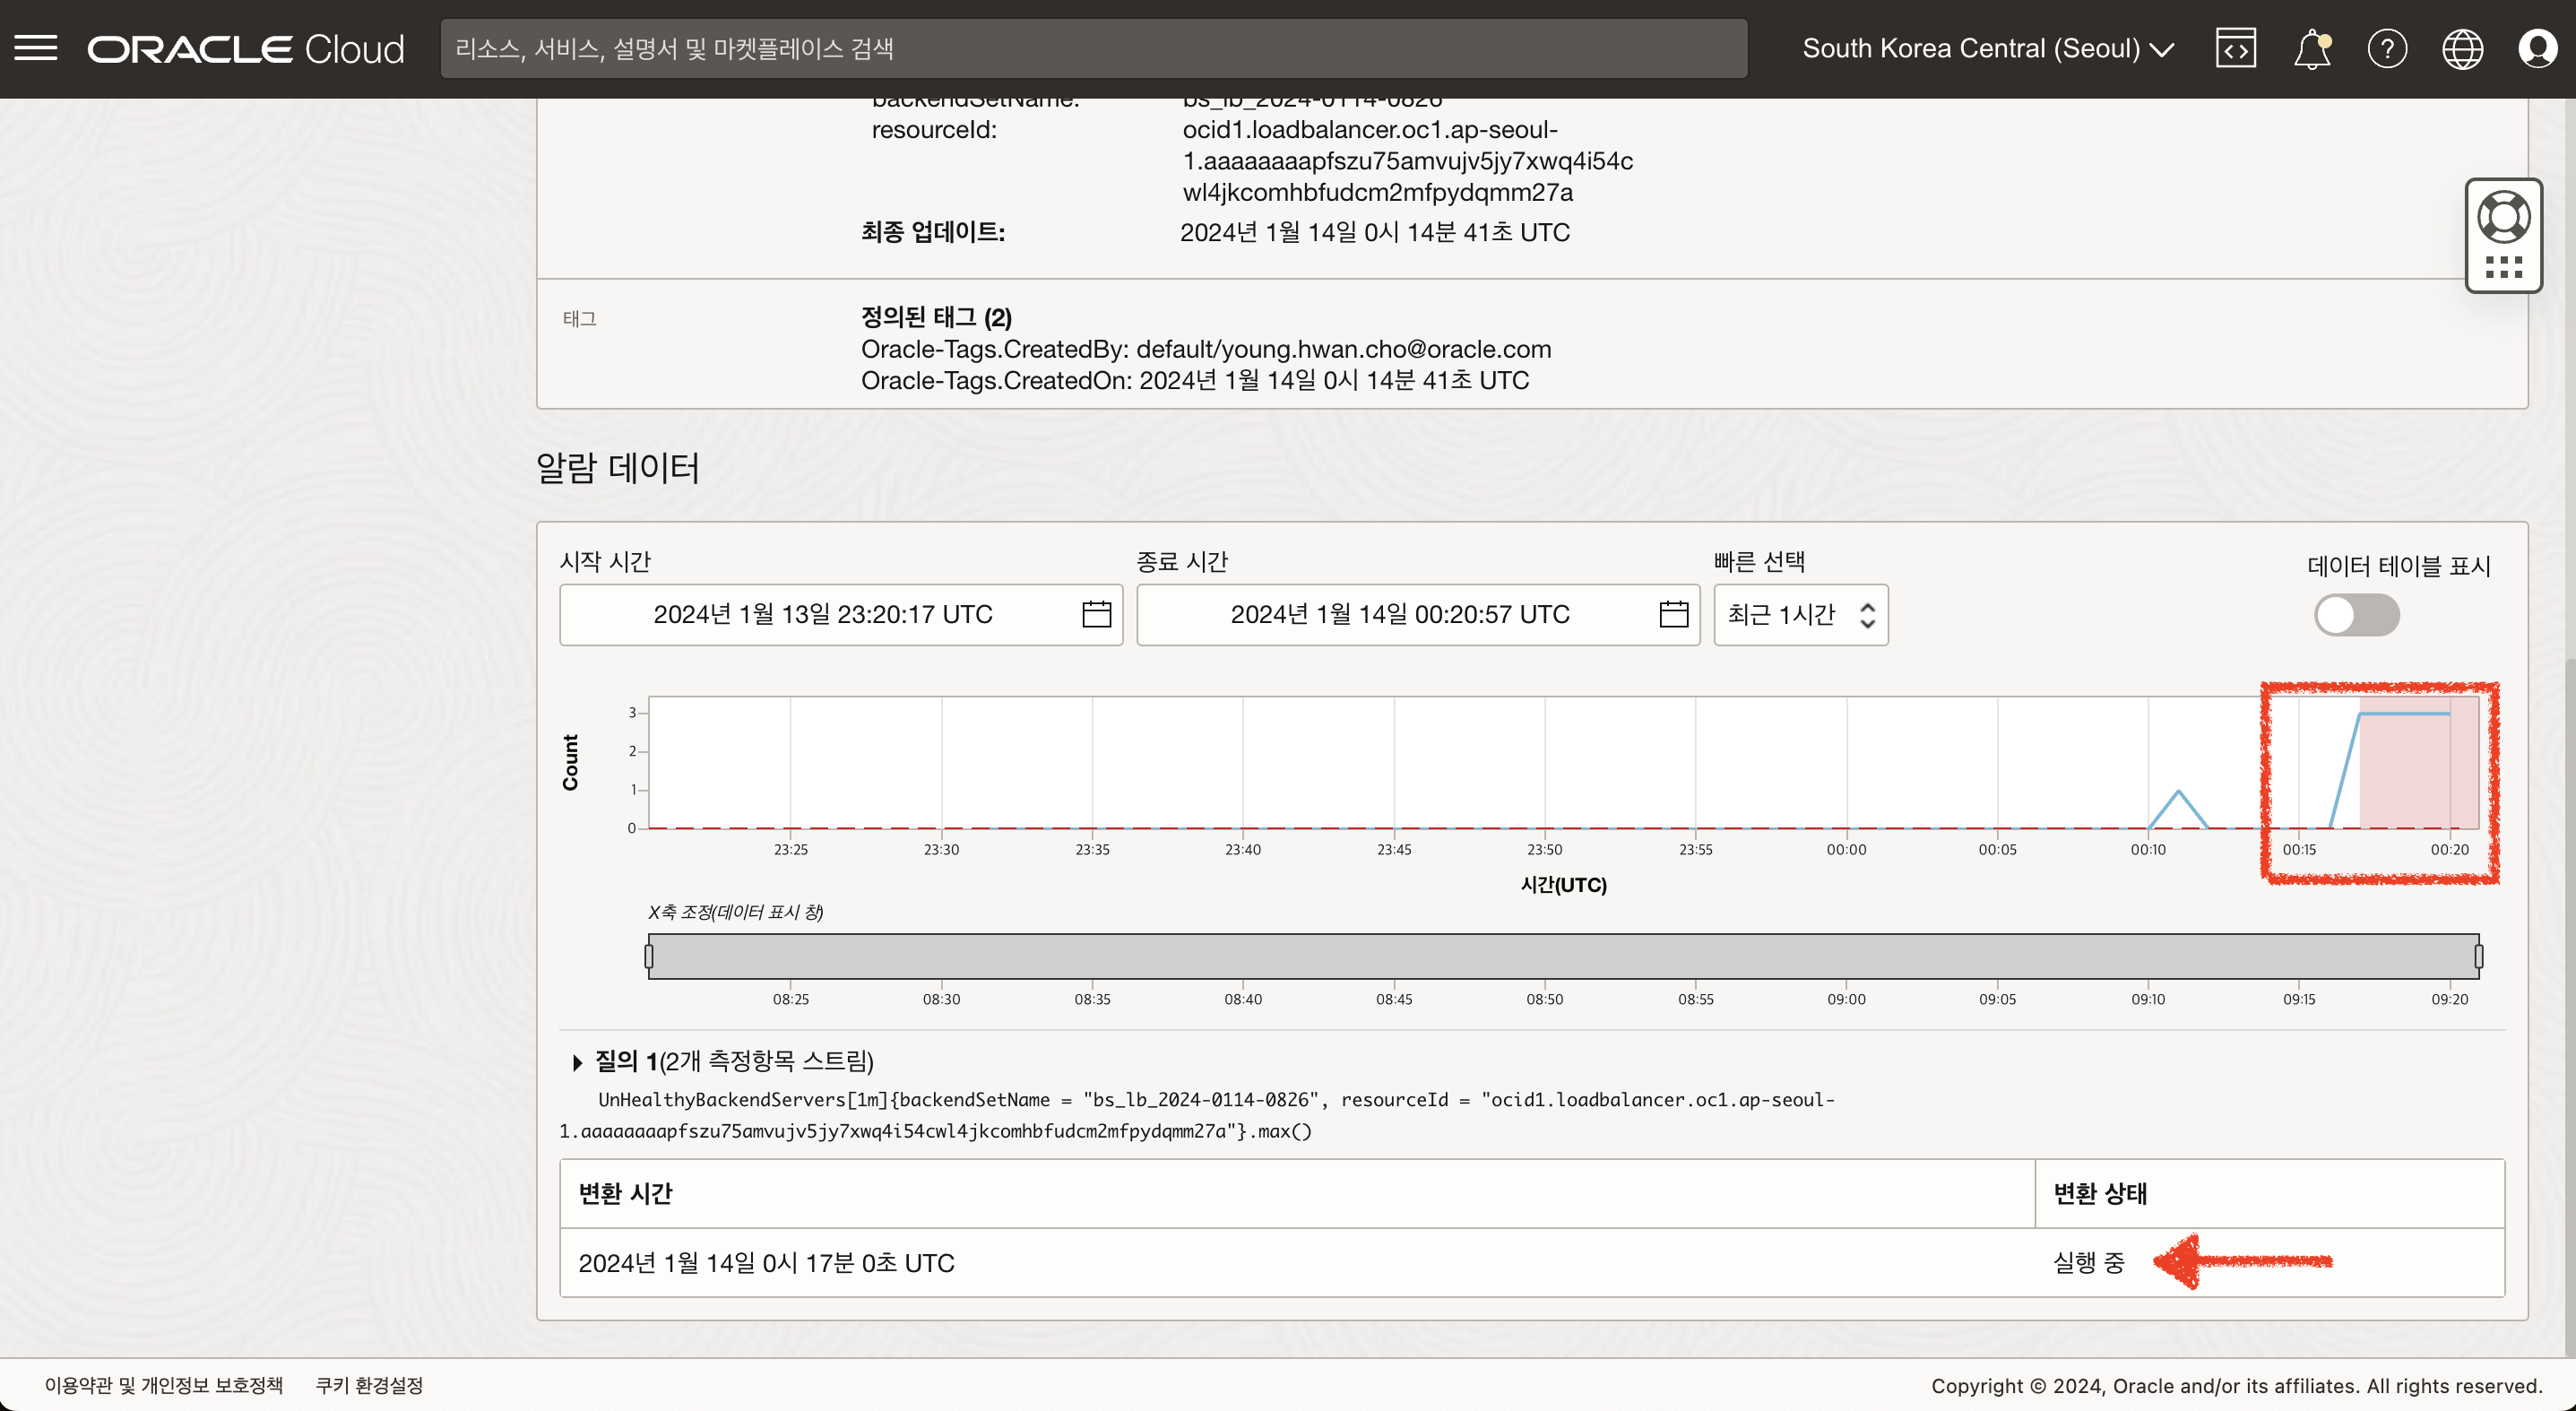 ORACLE Cloud
리소스, 서비스, 설명서 및 마켓플레이스 검색
South Korea Central (Seoul)
backendSetName: bs_lb_2024-0114-0826
resourceId: ocid1.loadbalancer.oc1.ap-seoul-
1.aaaaaaaapfszu75amvujv5jy7xwq4i54c
wl4jkcomhbfudcm2mfpydqmm27a
최종 업데이트: 2024년 1월 14일 0시 14분 41초 UTC
태그
정의된 태그 (2)
Oracle-Tags.CreatedBy: default/young.hwan.cho@oracle.com
Oracle-Tags.CreatedOn: 2024년 1월 14일 0시 14분 41초 UTC
알람 데이터
시작 시간 종료 시간 빠른 선택 데이터 테이블 표시
2024년 1월 13일 23:20:17 UTC 2024년 1월 14일 00:20:57 UTC 최근 1시간
Count
3
2
1
0
23:25 23:30 23:35 23:40 23:45 23:50 23:55 00:00 00:05 00:10 00:15 00:20
시간(UTC)
X축 조정(데이터 표시 창)
08:25 08:30 08:35 08:40 08:45 08:50 08:55 09:00 09:05 09:10 09:15 09:20
질의 1(2개 측정항목 스트림)
UnHealthyBackendServers[1m]{backendSetName = "bs_lb_2024-0114-0826", resourceId = "ocid1.loadbalancer.oc1.ap-seoul-
1.aaaaaaaapfszu75amvujv5jy7xwq4i54cwl4jkcomhbfudcm2mfpydqmm27a"}.max()
변환 시간 변환 상태
2024년 1월 14일 0시 17분 0초 UTC 실행 중
이용약관 및 개인정보 보호정책 쿠키 환경설정
Copyright © 2024, Oracle and/or its affiliates. All rights reserved.